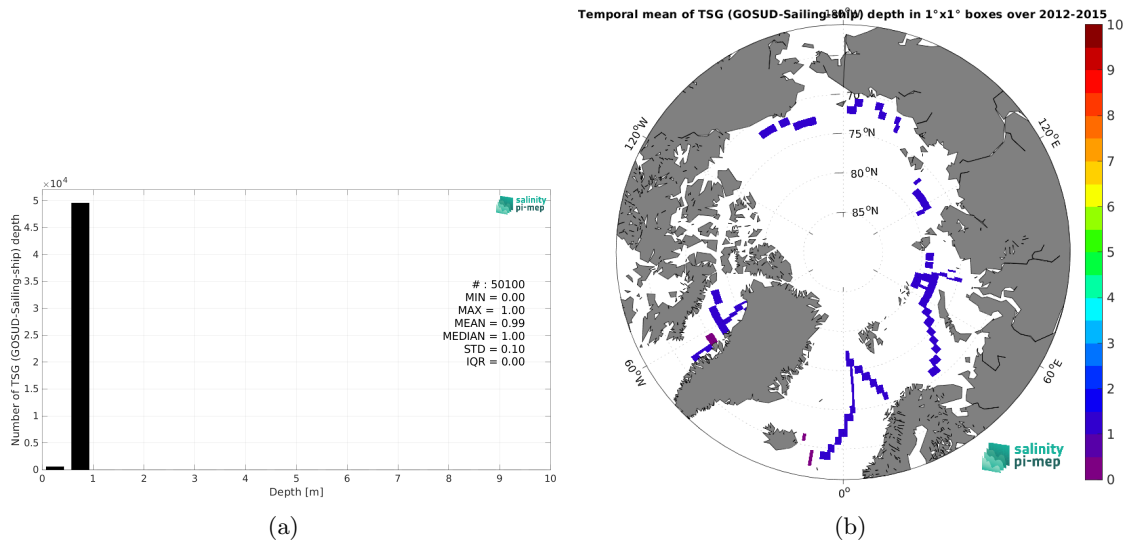 Temporal mean of TSG (GOSUD-Sailing-ship) depth in 1°x1° boxes over 2012-2015
×10⁴
Number of TSG (GOSUD-Sailing-ship) depth
5
4.5
4
3.5
3
2.5
2
1.5
1
0.5
0
0 1 2 3 4 5 6 7 8 9 10
Depth [m]
salinity
pi-mep
# : 50100
MIN = 0.00
MAX = 1.00
MEAN = 0.99
MEDIAN = 1.00
STD = 0.10
IQR = 0.00
(a)
180°W
120°W
120°E
60°W
60°E
0°
75°N
80°N
85°N
salinity
pi-mep
10
9
8
7
6
5
4
3
2
1
0
(b)